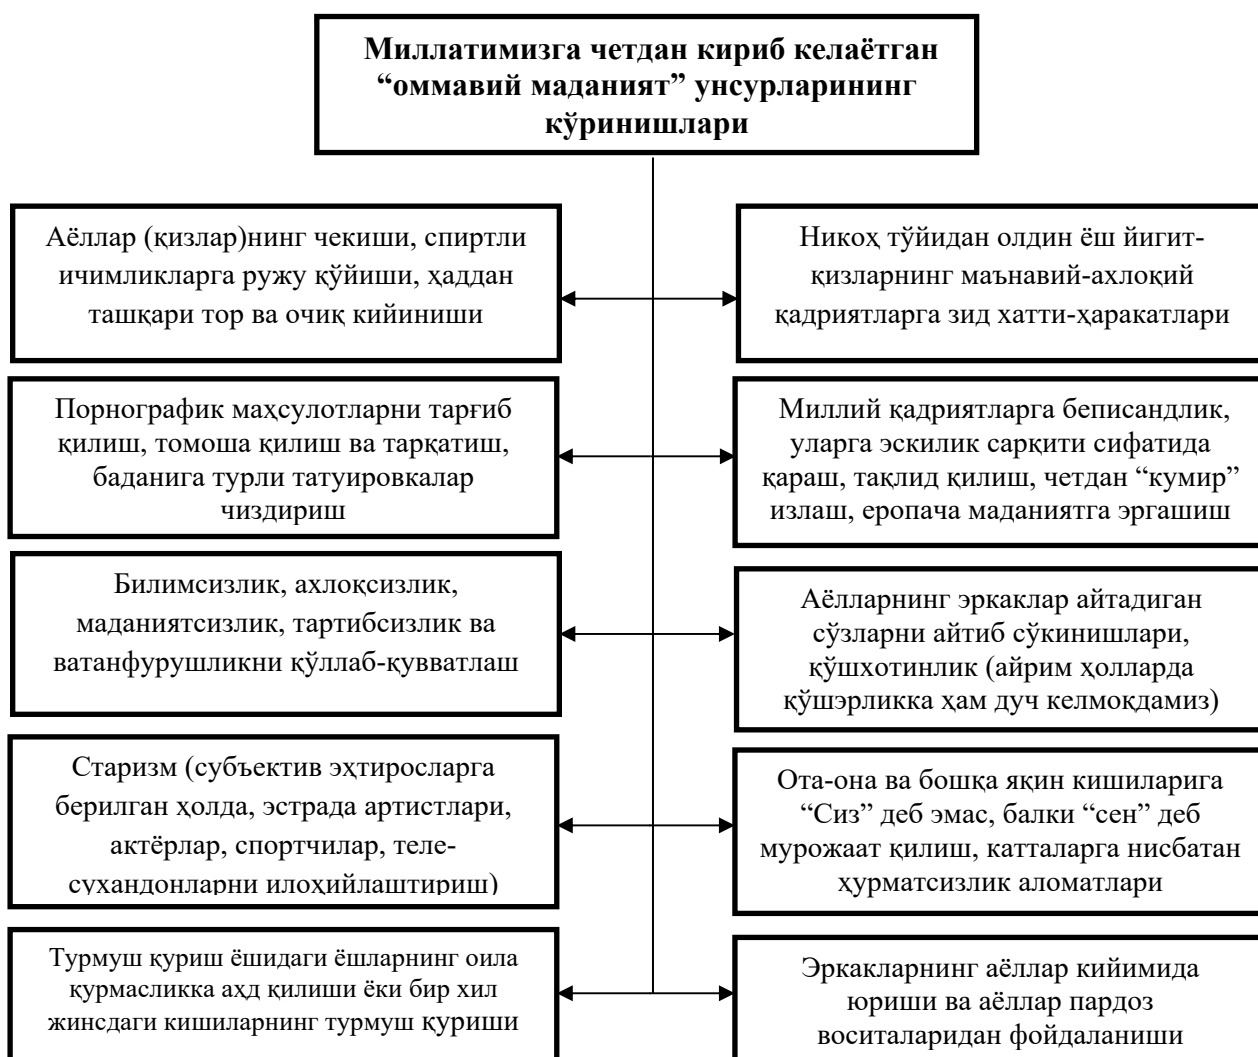 Миллатимизга четдан кириб келаётган
“оммавий маданият” унсурларининг
кўринишлари
Аёллар (қизлар)нинг чекиши, спиртли
ичимликларга ружу қўйиши, ҳаддан
ташқари тор ва очиқ кийиниши
Никоҳ тўйидан олдин ёш йигит-
қизларнинг маънавий-ахлоқий
қадриятларга зид хатти-ҳаракатлари
Порнографик маҳсулотларни тарғиб
қилиш, томоша қилиш ва тарқатиш,
баданига турли татуировкалар
чиздириш
Миллий қадриятларга беписандлик,
уларга эскилик сарқити сифатида
қараш, тақлид қилиш, четдан “кумир”
излаш, еропача маданиятга эргашиш
Билимсизлик, ахлоқсизлик,
маданиятсизлик, тартибсизлик ва
ватанфурушликни қўллаб-қувватлаш
Аёлларнинг эркаклар айтадиган
сўзларни айтиб сўкинишлари,
қўшхотинлик (айрим ҳолларда
қўшэрликка ҳам дуч келмоқдамиз)
Старизм (субъектив эҳтиросларга
берилган ҳолда, эстрада артистлари,
актёрлар, спортчилар, теле-
сухандонларни илоҳийлаштириш)
Ота-она ва бошқа яқин кишиларига
“Сиз” деб эмас, балки “сен” деб
мурожаат қилиш, катталарга нисбатан
ҳурматсизлик аломатлари
Турмуш қуриш ёшидаги ёшларнинг оила
қурмасликка аҳд қилиши ёки бир хил
жинсдаги кишиларнинг турмуш қуриши
Эркакларнинг аёллар кийимида
юриши ва аёллар пардоз
воситаларидан фойдаланиши